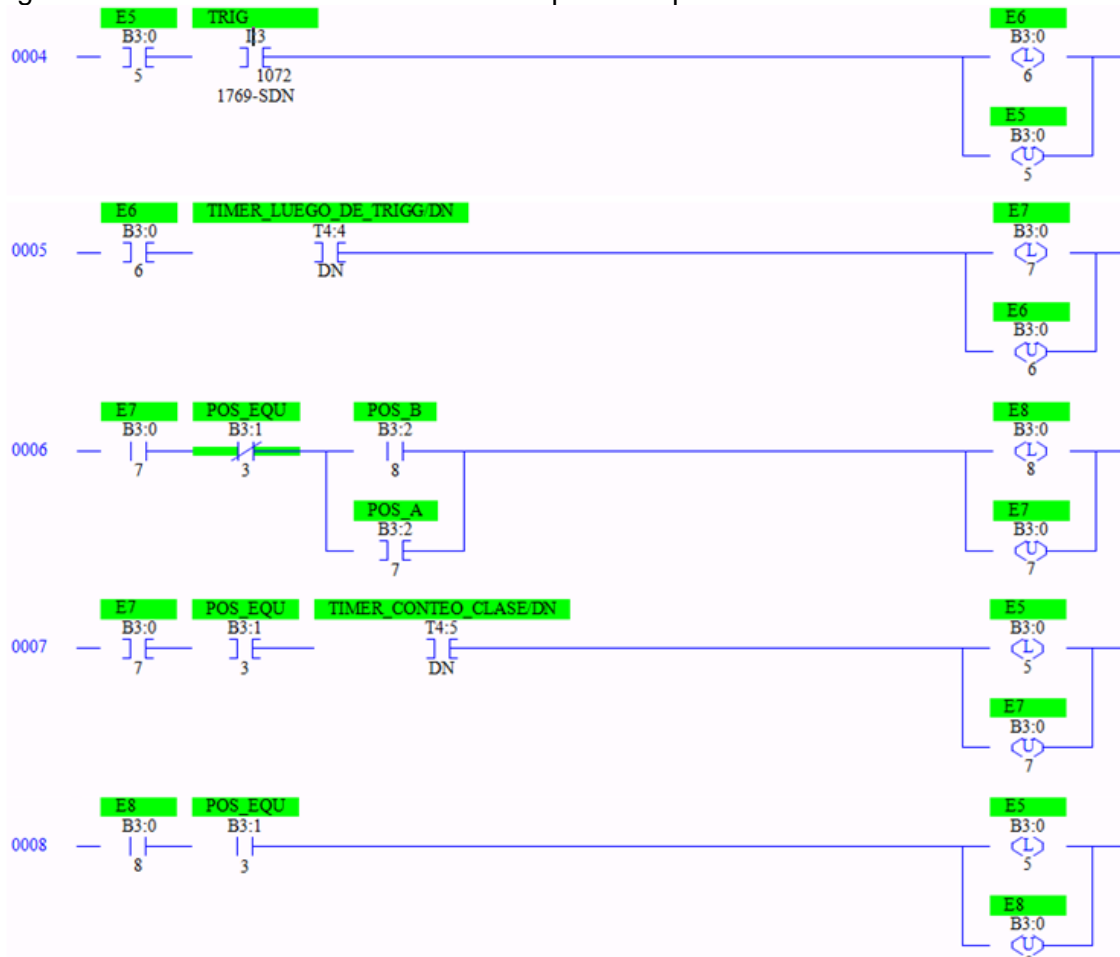 E5 TRIG E6
B3:0 I:3 B3:0
0004 L
5 1072 6
1769-SDN
E5
B3:0
U
5
E6 TIMER_LUEGO_DE_TRIGG/DN E7
B3:0 T4:4 B3:0
0005 L
6 DN 7
E6
B3:0
U
6
E7 POS_EQU POS_B E8
B3:0 B3:1 B3:2 B3:0
0006 L
7 3 8 8
POS_A E7
B3:2 B3:0
U
7 7
E7 POS_EQU TIMER_CONTEO_CLASE/DN E5
B3:0 B3:1 T4:5 B3:0
0007 L
7 3 DN 5
E7
B3:0
U
7
E8 POS_EQU E5
B3:0 B3:1 B3:0
0008 L
8 3 5
E8
B3:0
U